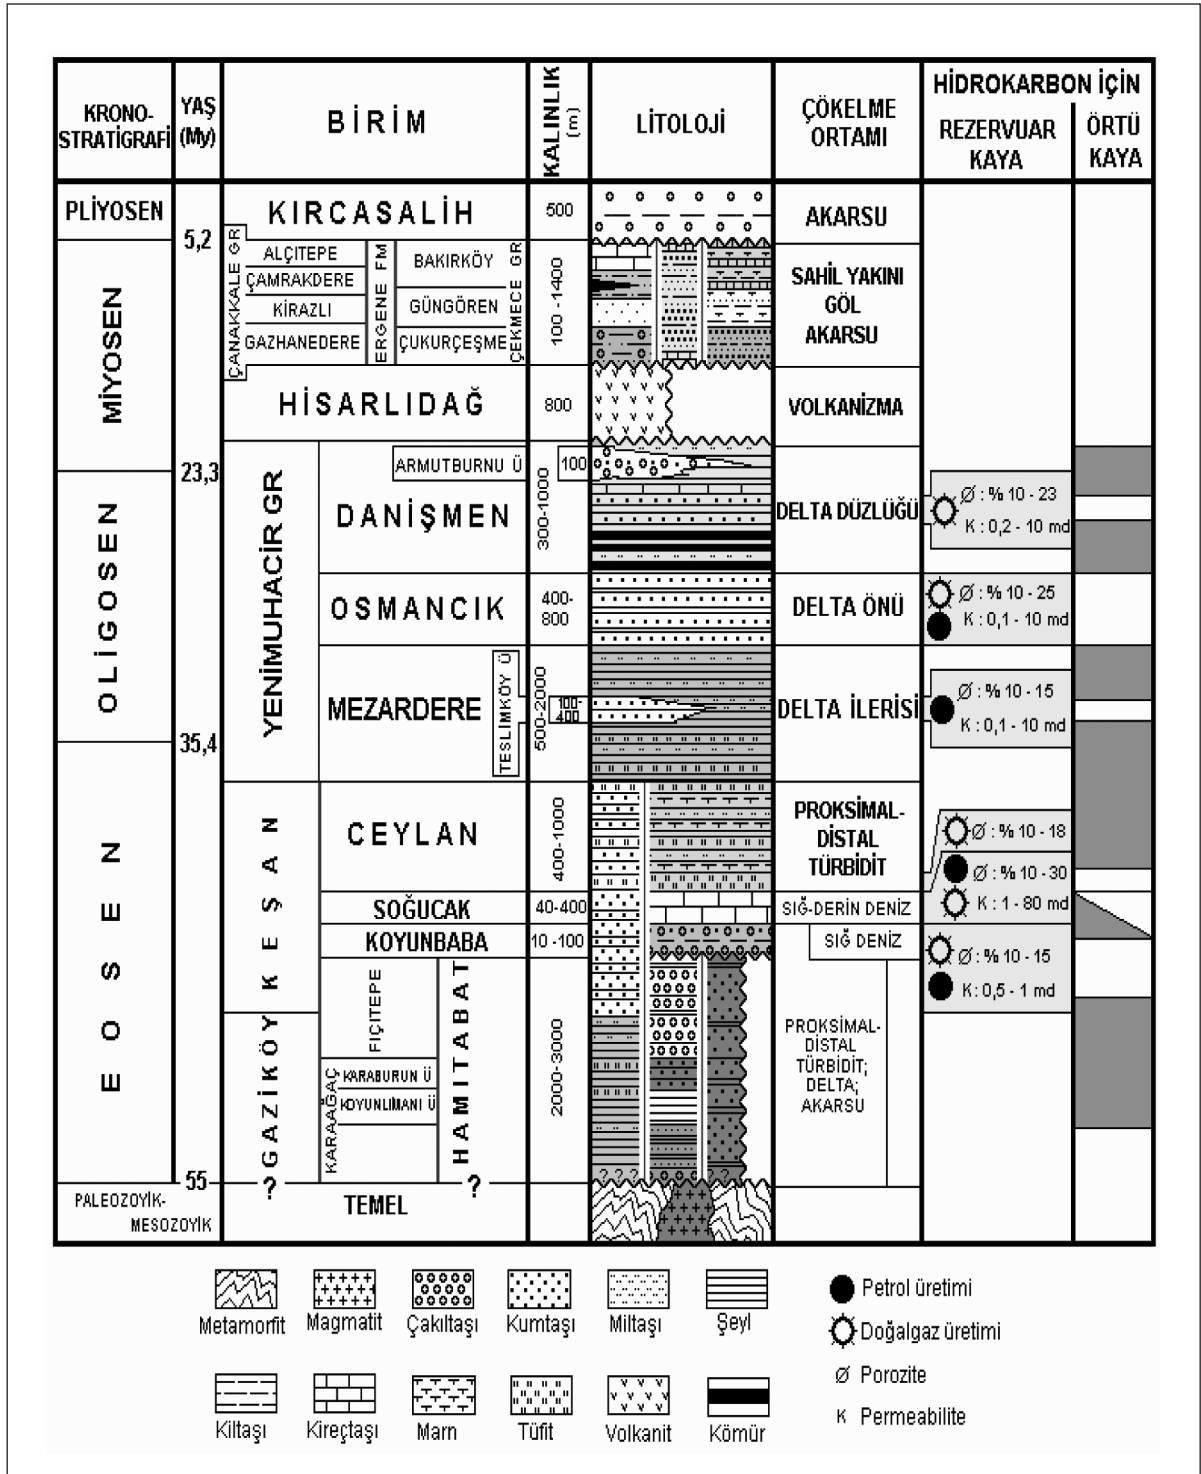 KRONO-
STRATİGRAFİ
YAŞ
(My)
BİRİM
KALINLIK
(m)
LİTOLOJİ
ÇÖKELME
ORTAMI
HİDROKARBON İÇİN
REZERVUAR
KAYA
ÖRTÜ
KAYA
PLİYOSEN
5,2
KIRCASALİH
500
AKARSU
MİYOSEN
ÇANAKKALE GR
ALÇITEPE
ÇAMRAKDERE
KİRAZLI
GAZHANEDERE
ERGENE FM
BAKIRKÖY
GÜNGÖREN
ÇUKURÇEŞME
ÇEKMECE GR
100 -1400
SAHİL YAKINI
GÖL
AKARSU
HİSARLIDAĞ
800
VOLKANİZMA
23,3
OLİGOSEN
YENİMUHACİR GR
ARMUTBURNU Ü
100
DANİŞMEN
300-1000
DELTA DÜZLÜĞÜ
Ø : % 10 - 23
K : 0,2 - 10 md
OSMANCIK
400-
800
DELTA ÖNÜ
Ø : % 10 - 25
K : 0,1 - 10 md
MEZARDERE
TESLİMKÖY Ü
500-2000
100-
400
DELTA İLERİSİ
Ø : % 10 - 15
K : 0,1 - 10 md
35,4
EOSEN
KEŞAN
CEYLAN
400-1000
PROKSİMAL-
DİSTAL
TÜRBİDİT
Ø : % 10 - 18
Ø : % 10 - 30
K : 1 - 80 md
SOĞUCAK
40-400
SIĞ-DERİN DENİZ
KOYUNBABA
10 -100
SIĞ DENİZ
Ø : % 10 - 15
K: 0,5 - 1 md
GAZİKÖY
FIÇITEPE
KARAAĞAÇ
KARABURUN Ü
KOYUNLIMANI Ü
HAMITABAT
2000-3000
PROKSİMAL-
DİSTAL
TÜRBİDİT;
DELTA;
AKARSU
55
?
?
? ? ?
? ?
PALEOZOYİK-
MESOZOYİK
TEMEL
Metamorfit
Magmatit
Çakıltaşı
Kumtaşı
Miltaşı
Şeyl
Kiltaşı
Kireçtaşı
Marn
Tüfit
Volkanit
Kömür
Petrol üretimi
Doğalgaz üretimi
Ø Porozite
K Permeabilite